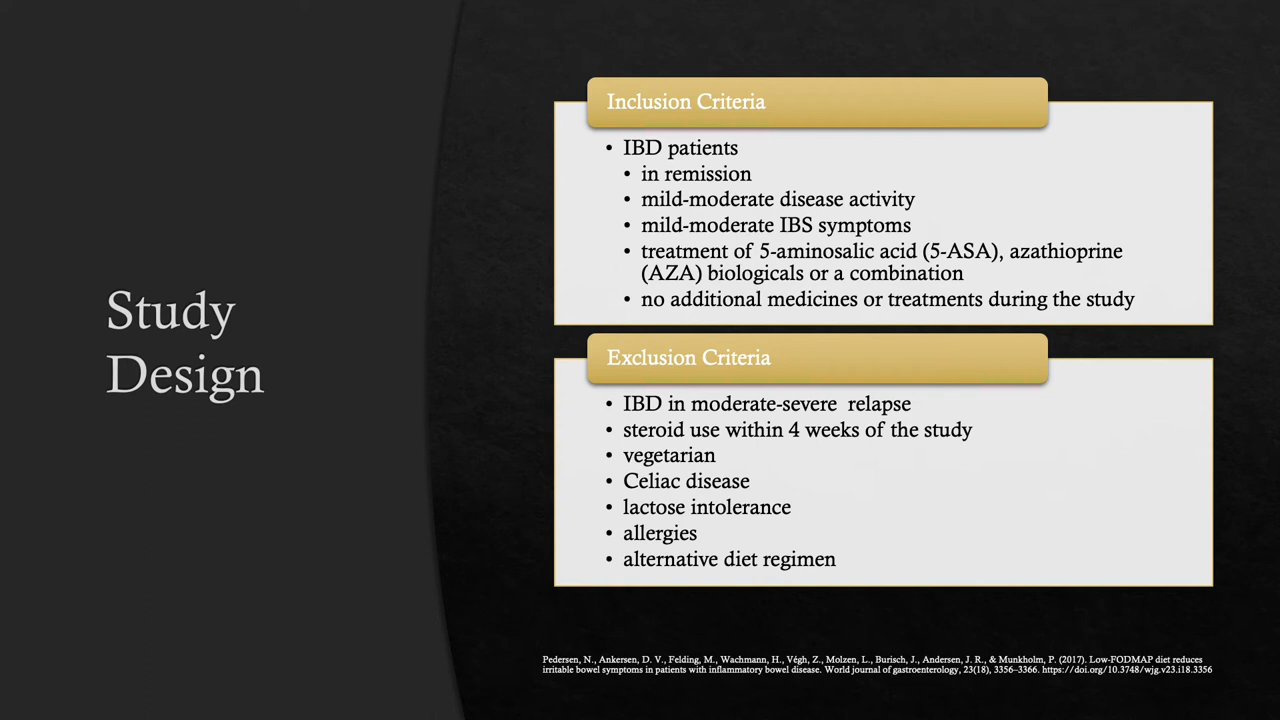 Study
Design
Inclusion Criteria
• IBD patients
• in remission
• mild-moderate disease activity
• mild-moderate IBS symptoms
• treatment of 5-aminosalic acid (5-ASA), azathioprine
(AZA) biologicals or a combination
• no additional medicines or treatments during the study
Exclusion Criteria
• IBD in moderate-severe relapse
• steroid use within 4 weeks of the study
• vegetarian
• Celiac disease
• lactose intolerance
• allergies
• alternative diet regimen
Pedersen, N., Ankersen, D. V., Felding, M., Wachmann, H., Végh, Z., Molzen, L., Burisch, J., Andersen, J. R., & Munkholm, P. (2017). Low-FODMAP diet reduces
irritable bowel symptoms in patients with inflammatory bowel disease. World journal of gastroenterology, 23(18), 3356–3366. https://doi.org/10.3748/wjg.v23.i18.3356